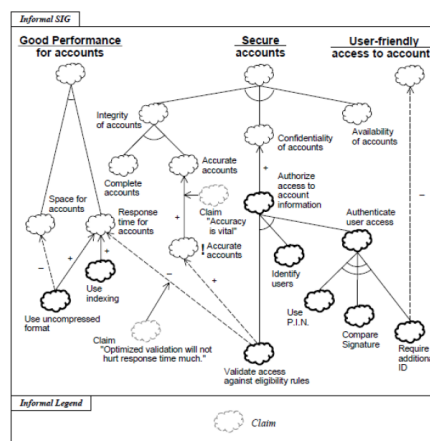 Informal SIG
Good Performance
for accounts
Secure
accounts
User-friendly
access to account
Integrity
of accounts
Confidentiality
of accounts
Availability
of accounts
Complete
accounts
Accurate
accounts
Authorize
access to
account
information
Claim
"Accuracy
is vital"
Space for
accounts
Response
time for
accounts
! Accurate
accounts
Authenticate
user access
Identify
users
Use
indexing
Use uncompressed
format
Use
P.I.N.
Compare
Signature
Require
additiona
ID
Claim
"Optimized validation will not
hurt response time much."
Validate access
against eligibility rules
Informal Legend
Claim